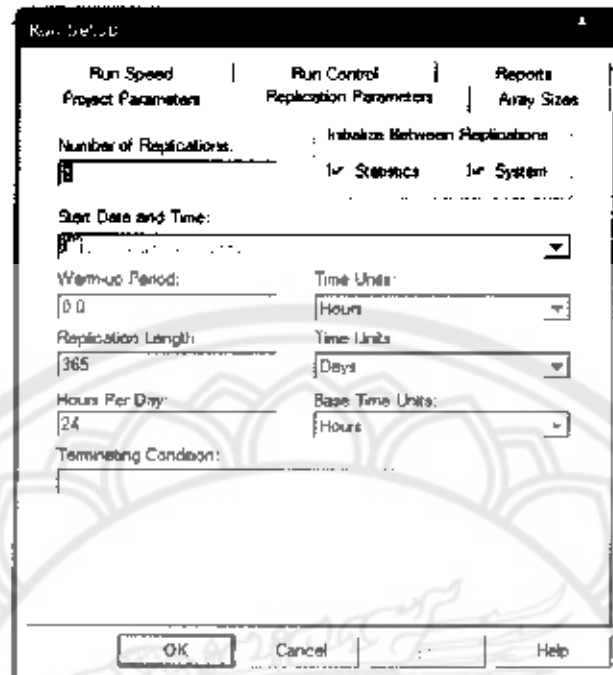 Run Setup
Run Speed | Run Control | Reports
Project Parameters Replication Parameters | Array Sizes
Number of Replications:
Initialize Between Replications
Statistics System
Start Date and Time:
Warm-up Period: Time Units:
0.0 Hours
Replication Length Time Units
365 Days
Hours Per Day: Base Time Units:
24 Hours
Terminating Condition:
OK Cancel Help